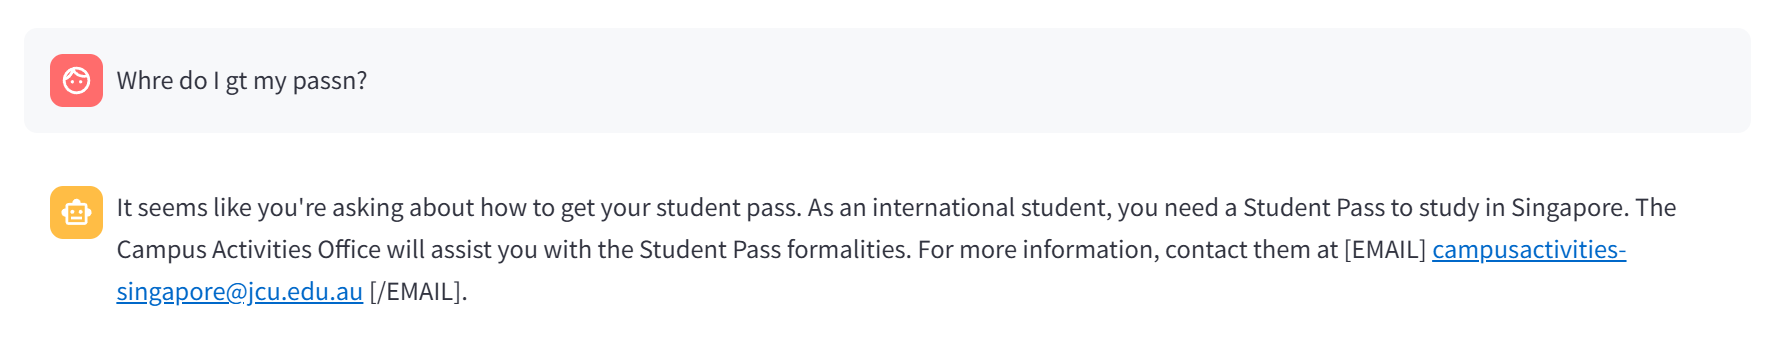 Whre do I gt my passn?
It seems like you're asking about how to get your student pass. As an international student, you need a Student Pass to study in Singapore. The
Campus Activities Office will assist you with the Student Pass formalities. For more information, contact them at [EMAIL] campusactivities-
singapore@jcu.edu.au [/EMAIL].